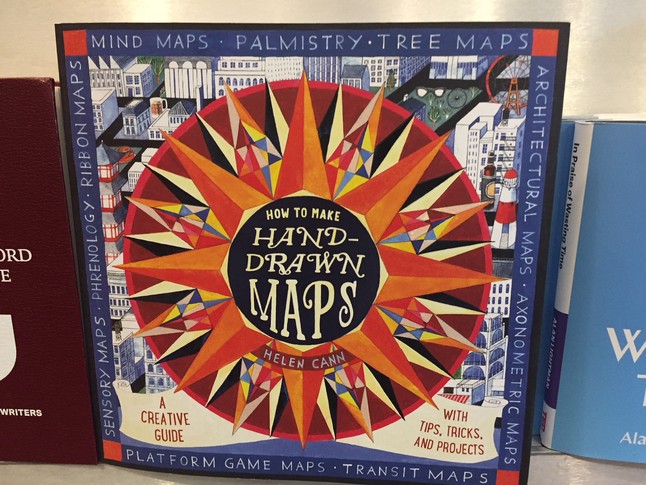 MIND MAPS · PALMISTRY · TREE MAPS
ARCHITECTURAL MAPS · AXONOMETRIC MAPS
SENSORY MAPS · PHRENOLOGY · RIBBON MAPS
HOW TO MAKE
HAND-
DRAWN
MAPS
HELEN CANN
A
CREATIVE
GUIDE
WITH
TIPS, TRICKS,
AND PROJECTS
PLATFORM GAME MAPS · TRANSIT MAPS
ORD
E
WRITERS
In Praise of Wasting Time
ALAN LIGHTMAN
W
T
Ala